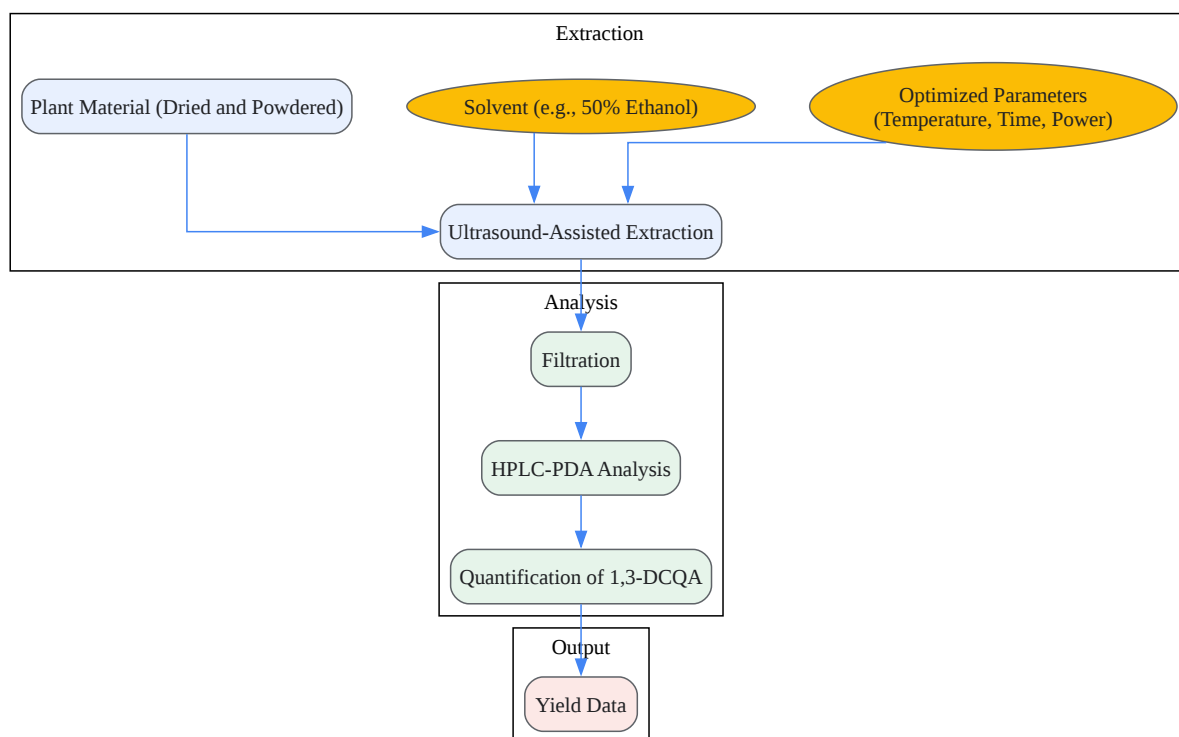 Extraction
Plant Material (Dried and Powdered)
Solvent (e.g., 50% Ethanol)
Optimized Parameters
(Temperature, Time, Power)
Ultrasound-Assisted Extraction
Analysis
Filtration
HPLC-PDA Analysis
Quantification of 1,3-DCQA
Output
Yield Data